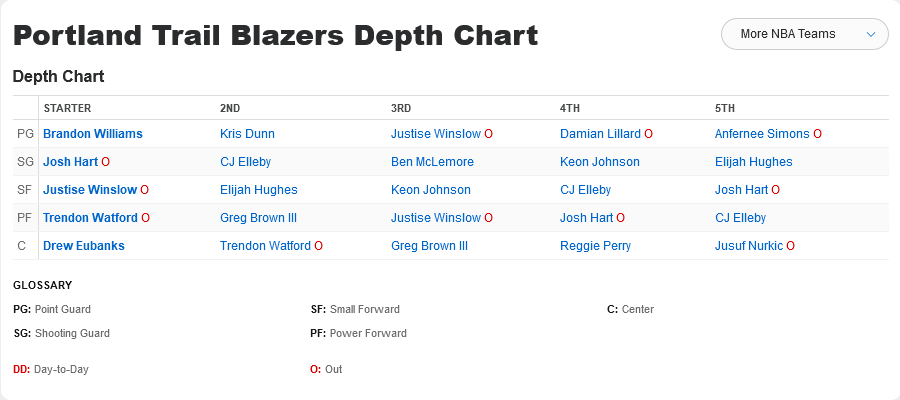 Portland Trail Blazers Depth Chart
More NBA Teams
Depth Chart
STARTER 2ND 3RD 4TH 5TH
PG Brandon Williams Kris Dunn Justise Winslow O Damian Lillard O Anfernee Simons O
SG Josh Hart O CJ Elleby Ben McLemore Keon Johnson Elijah Hughes
SF Justise Winslow O Elijah Hughes Keon Johnson CJ Elleby Josh Hart O
PF Trendon Watford O Greg Brown III Justise Winslow O Josh Hart O CJ Elleby
C Drew Eubanks Trendon Watford O Greg Brown III Reggie Perry Jusuf Nurkic O
GLOSSARY
PG: Point Guard SF: Small Forward C: Center
SG: Shooting Guard PF: Power Forward
DD: Day-to-Day O: Out